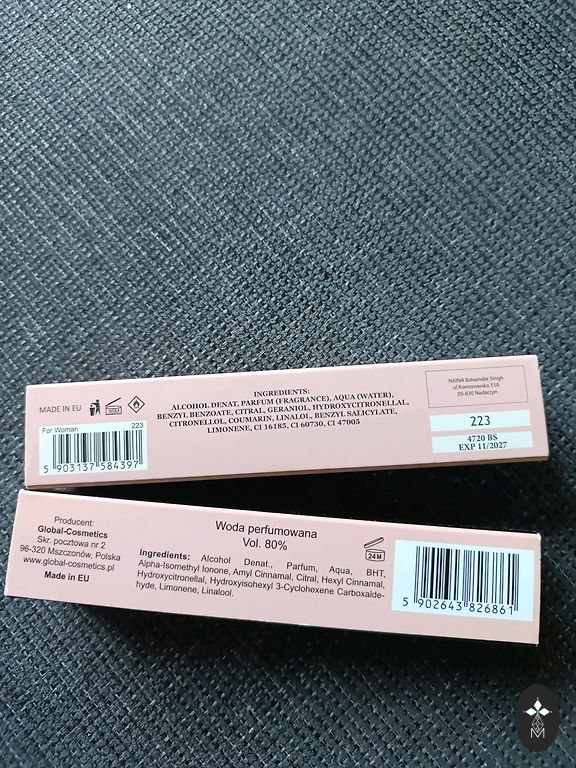 MADE IN EU
For Woman 223
5 903137 584397
INGREDIENTS:
ALCOHOL DENAT, PARFUM (FRAGRANCE), AQUA (WATER),
BENZYL BENZOATE, CITRAL, GERANIOL, HYDROXYCITRONELLAL,
CITRONELLOL, COUMARIN, LINALOL, BENZYL SALICYLATE,
LIMONENE, CI 16185, CI 60730, CI 47005
NAINA Balwinder Singh
ul.Komorowska 33A
05-830 Nadarzyn
223
4720 BS
EXP 11/2027
Producent:
Global-Cosmetics
Skr. pocztowa nr 2
96-320 Mszczonów, Polska
www.global-cosmetics.pl
Made in EU
Woda perfumowana
Vol. 80%
Ingredients: Alcohol Denat., Parfum, Aqua, BHT,
Alpha-Isomethyl Ionone, Amyl Cinnamal, Citral, Hexyl Cinnamal,
Hydroxycitronellal, Hydroxyisohexyl 3-Cyclohexene Carboxalde-
hyde, Limonene, Linalool.
24M
5 902643 826861
M